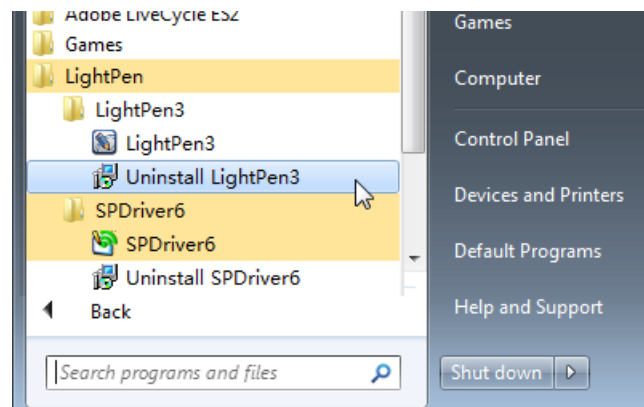 Adobe LiveCycle ES2
Games
LightPen
LightPen3
LightPen3
Uninstall LightPen3
SPDriver6
SPDriver6
Uninstall SPDriver6
Back
Search programs and files
Games
Computer
Control Panel
Devices and Printers
Default Programs
Help and Support
Shut down